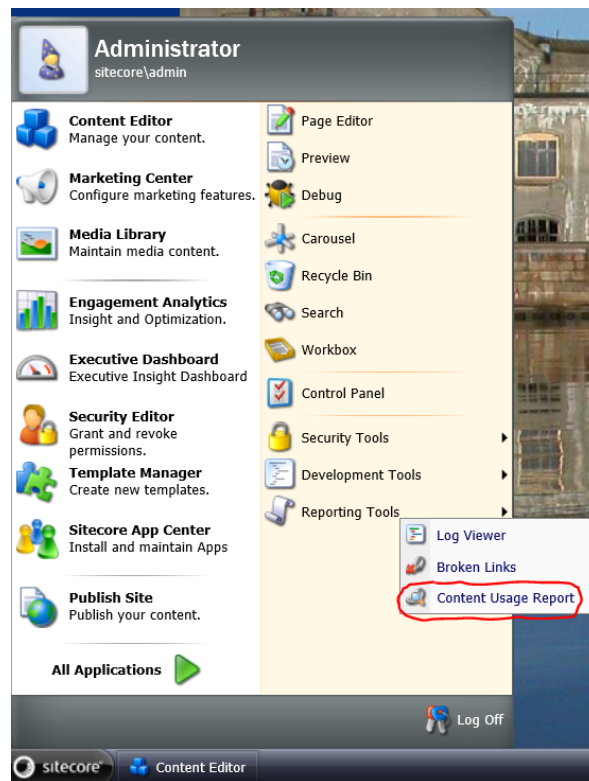 Administrator
sitecore\admin
Content Editor
Manage your content.
Marketing Center
Configure marketing features.
Media Library
Maintain media content.
Engagement Analytics
Insight and Optimization.
Executive Dashboard
Executive Insight Dashboard
Security Editor
Grant and revoke
permissions.
Template Manager
Create new templates.
Sitecore App Center
Install and maintain Apps
Publish Site
Publish your content.
All Applications
Page Editor
Preview
Debug
Carousel
Recycle Bin
Search
Workbox
Control Panel
Security Tools
Development Tools
Reporting Tools
Log Viewer
Broken Links
Content Usage Report
Log Off
sitecore
Content Editor